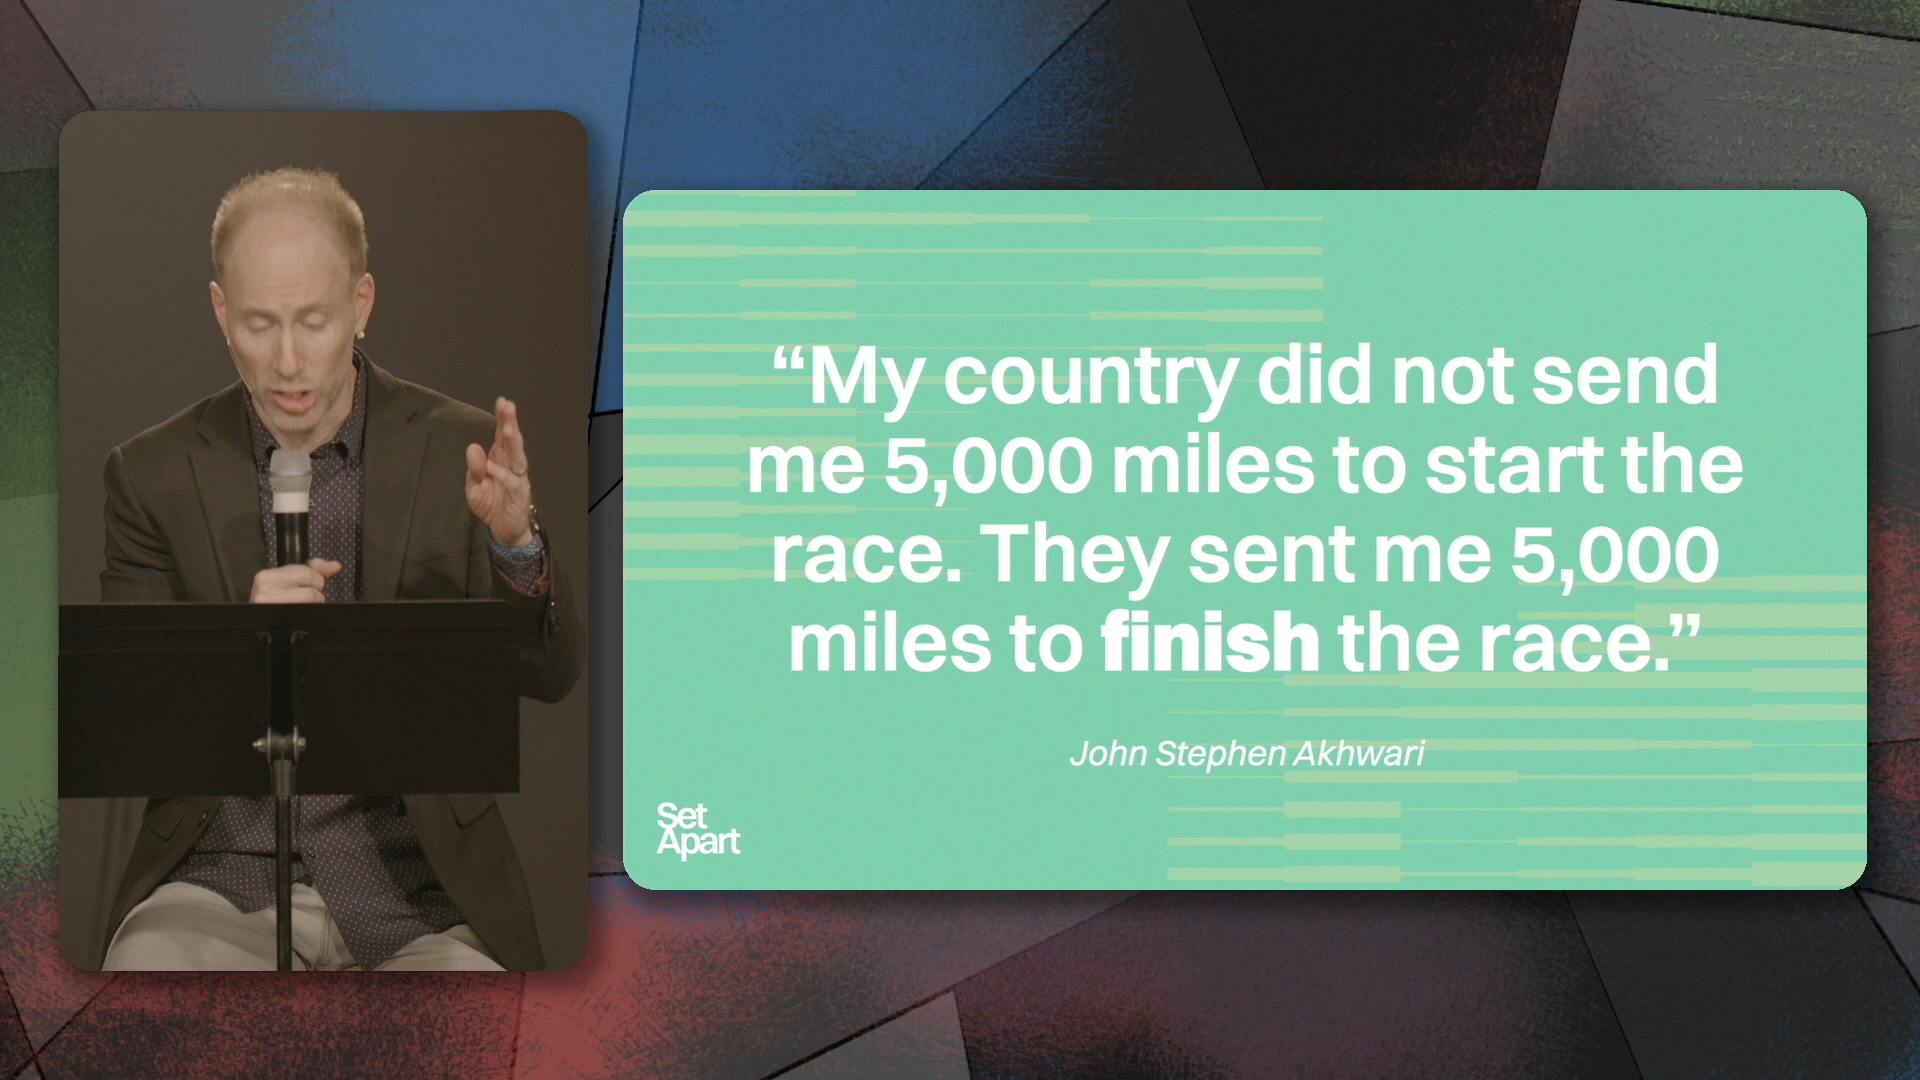 “My country did not send
me 5,000 miles to start the
race. They sent me 5,000
miles to finish the race.”
John Stephen Akhwari
Set
Apart